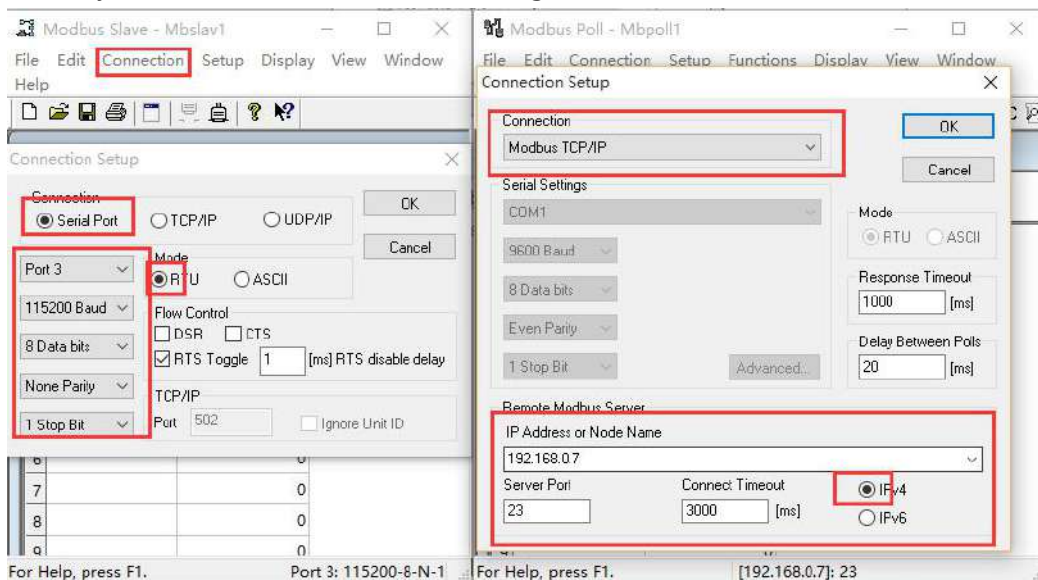 Modbus Slave - Mbslav1
File Edit Connection Setup Display View Window
Help
Connection Setup
Connection
Serial Port
TCP/IP
UDP/IP
OK
Cancel
Port 3
115200 Baud
8 Data bits
None Parity
1 Stop Bit
Mode
RTU
ASCII
Flow Control
DSR
CTS
RTS Toggle
1
[ms] RTS disable delay
TCP/IP
Port
502
Ignore Unit ID
6 0
7 0
8 0
9 0
For Help, press F1.
Port 3: 115200-8-N-1
Modbus Poll - Mbpoll1
File Edit Connection Setup Functions Display View Window
Connection Setup
Connection
Modbus TCP/IP
OK
Cancel
Serial Settings
COM1
9600 Baud
8 Data bits
Even Parity
1 Stop Bit
Advanced...
Mode
RTU
ASCII
Response Timeout
1000 [ms]
Delay Between Polls
20 [ms]
Remote Modbus Server
IP Address or Node Name
192.168.0.7
Server Port
23
Connect Timeout
3000 [ms]
IPv4
IPv6
For Help, press F1.
[192.168.0.7]: 23